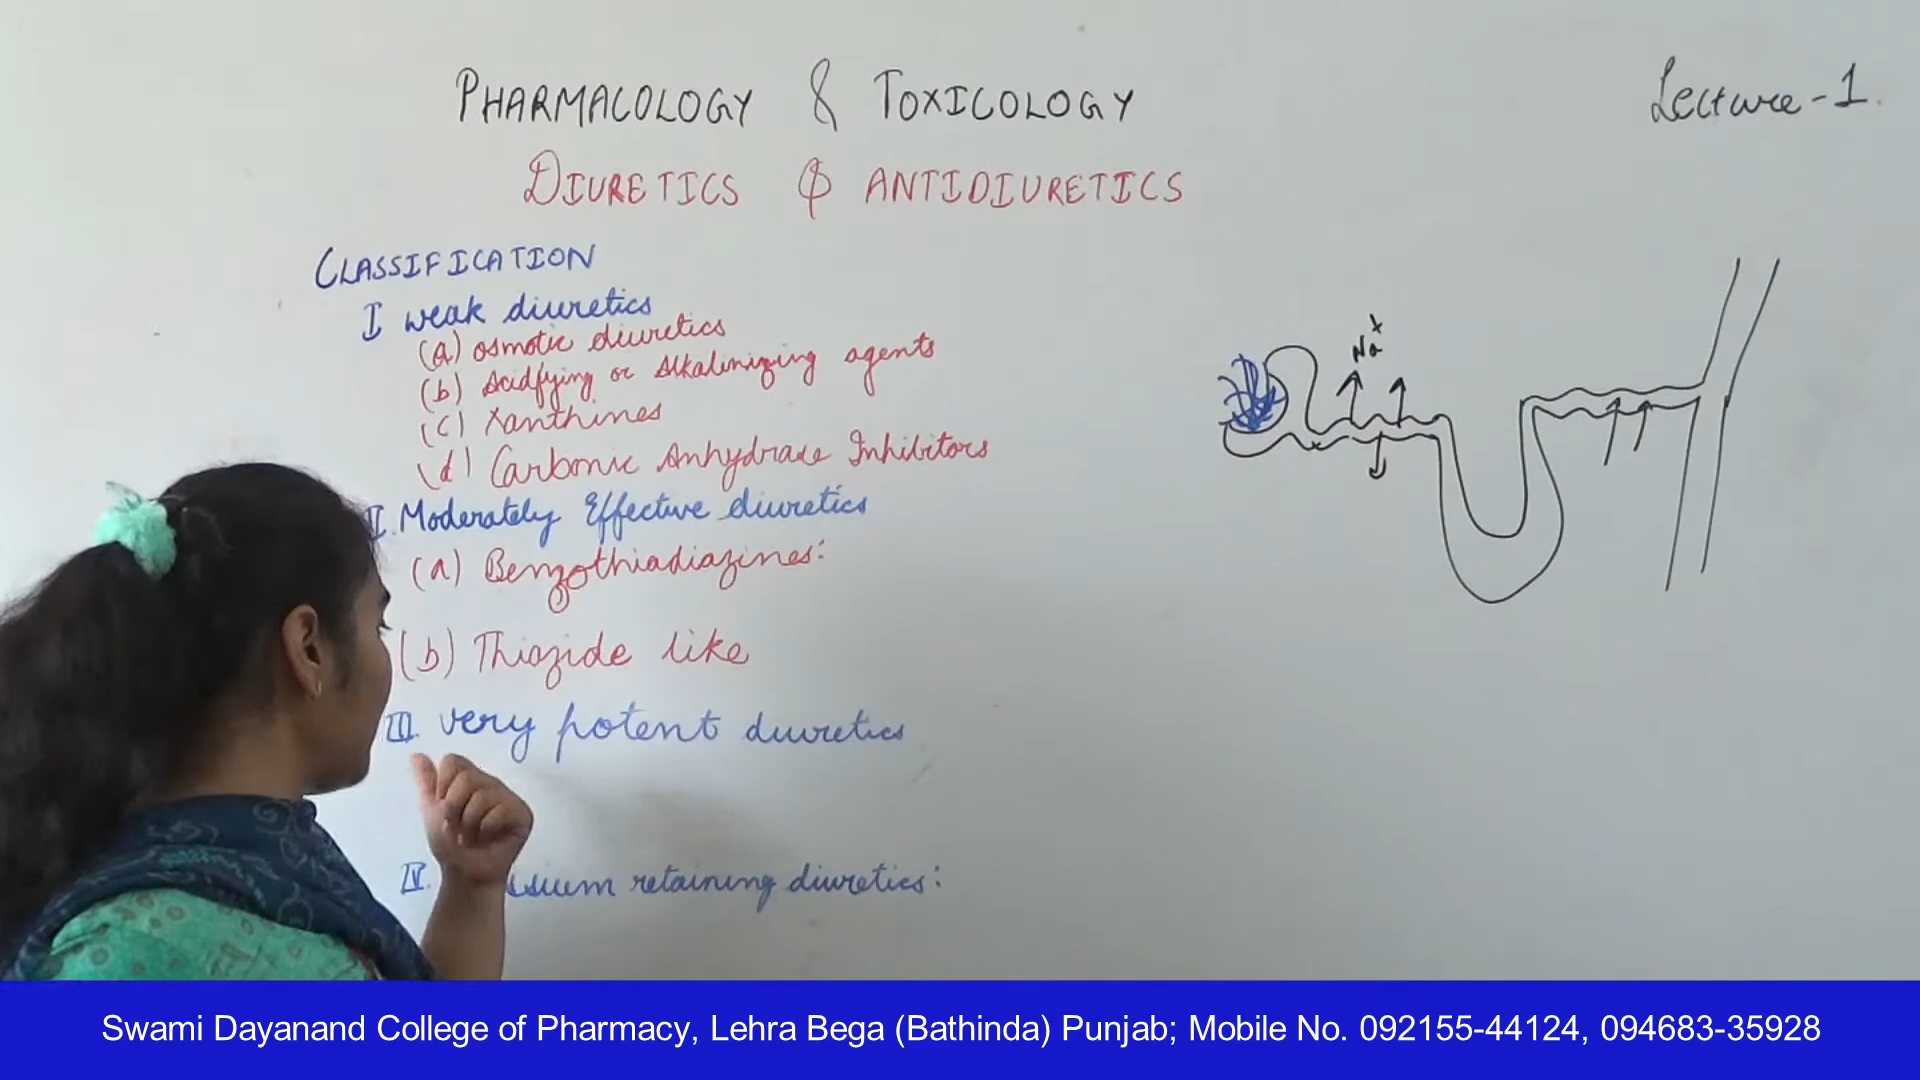 PHARMACOLOGY & TOXICOLOGY
Lecture-1.
DIURETICS & ANTIDIURETICS
CLASSIFICATION
I weak diuretics
(a) osmotic diuretics
(b) Acidfying or Alkalinizing agents
(c) Xanthines
(d) Carbonic Anhydrase Inhibitors
II. Moderately Effective diuretics
(a) Benzothiadiazines:
(b) Thiazide like
III. very potent diuretics
IV. retaining diuretics:
Na+
Swami Dayanand College of Pharmacy, Lehra Bega (Bathinda) Punjab; Mobile No. 092155-44124, 094683-35928